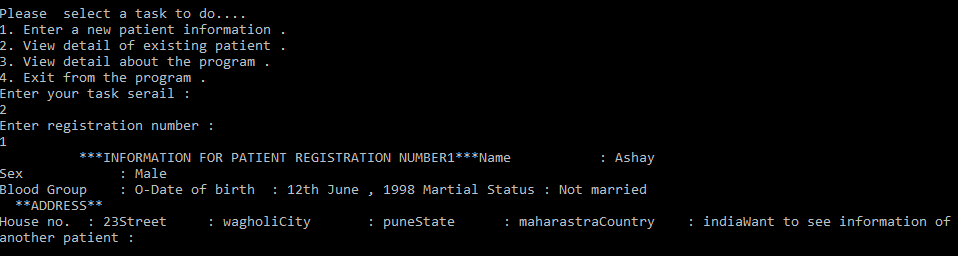 Please  select a task to do....
1. Enter a new patient information .
2. View detail of existing patient .
3. View detail about the program .
4. Exit from the program .
Enter your task serail :
2
Enter registration number :
1
          ***INFORMATION FOR PATIENT REGISTRATION NUMBER1***Name           : Ashay
Sex            : Male
Blood Group    : O-Date of birth  : 12th June , 1998 Martial Status : Not married
  **ADDRESS**
House no.  : 23Street     : wagholiCity       : puneState      : maharastraCountry    : indiaWant to see information of
another patient :